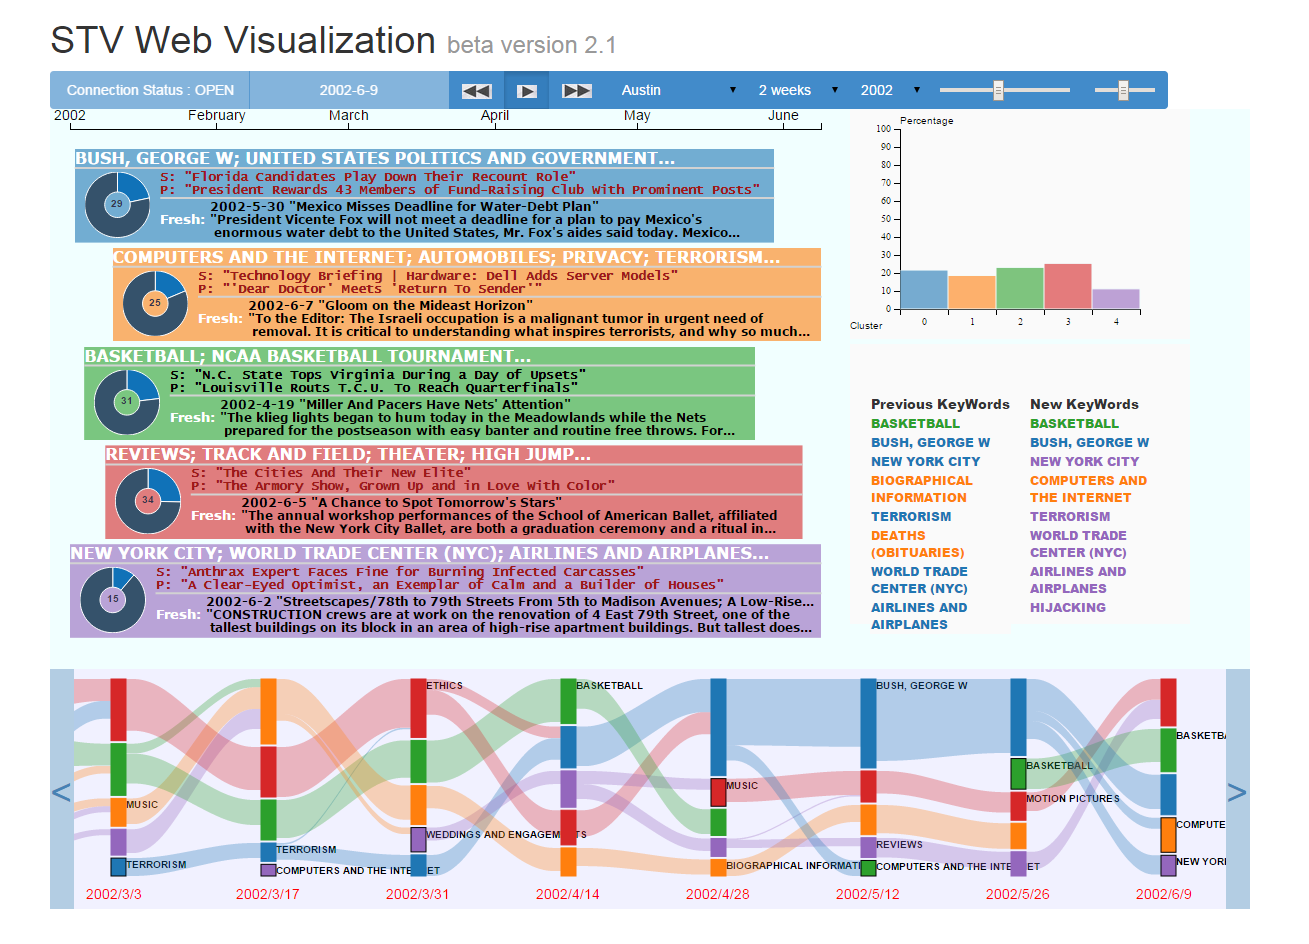 STV Web Visualization beta version 2.1
Connection Status : OPEN 2002-6-9 Austin 2 weeks 2002
2002 February March April May June
BUSH, GEORGE W; UNITED STATES POLITICS AND GOVERNMENT...
S: "Florida Candidates Play Down Their Recount Role"
P: "President Rewards 43 Members of Fund-Raising Club With Prominent Posts"
29
2002-5-30 "Mexico Misses Deadline for Water-Debt Plan"
Fresh: "President Vicente Fox will not meet a deadline for a plan to pay Mexico's
enormous water debt to the United States, Mr. Fox's aides said today. Mexico...
COMPUTERS AND THE INTERNET; AUTOMOBILES; PRIVACY; TERRORISM...
S: "Technology Briefing | Hardware: Dell Adds Server Models"
P: "'Dear Doctor' Meets 'Return To Sender'"
25
2002-6-7 "Gloom on the Mideast Horizon"
Fresh: "To the Editor: The Israeli occupation is a malignant tumor in urgent need of
removal. It is critical to understanding what inspires terrorists, and why so much...
BASKETBALL; NCAA BASKETBALL TOURNAMENT...
S: "N.C. State Tops Virginia During a Day of Upsets"
P: "Louisville Routs T.C.U. To Reach Quarterfinals"
31
2002-4-19 "Miller And Pacers Have Nets' Attention"
Fresh: "The klieg lights began to hum today in the Meadowlands while the Nets
prepared for the postseason with easy banter and routine free throws. For...
REVIEWS; TRACK AND FIELD; THEATER; HIGH JUMP...
S: "The Cities And Their New Elite"
P: "The Armory Show, Grown Up and in Love With Color"
34
2002-6-5 "A Chance to Spot Tomorrow's Stars"
Fresh: "The annual workshop performances of the School of American Ballet, affiliated
with the New York City Ballet, are both a graduation ceremony and a ritual in...
NEW YORK CITY; WORLD TRADE CENTER (NYC); AIRLINES AND AIRPLANES...
S: "Anthrax Expert Faces Fine for Burning Infected Carcasses"
P: "A Clear-Eyed Optimist, an Exemplar of Calm and a Builder of Houses"
15
2002-6-2 "Streetscapes/78th to 79th Streets From 5th to Madison Avenues; A Low-Rise...
Fresh: "CONSTRUCTION crews are at work on the renovation of 4 East 79th Street, one of the
tallest buildings on its block in an area of high-rise apartment buildings. But tallest does...
Percentage
100
90
80
70
60
50
40
30
20
10
0
Cluster 0 1 2 3 4
Previous KeyWords
BASKETBALL
BUSH, GEORGE W
NEW YORK CITY
BIOGRAPHICAL
INFORMATION
TERRORISM
DEATHS
(OBITUARIES)
WORLD TRADE
CENTER (NYC)
AIRLINES AND
AIRPLANES
New KeyWords
BASKETBALL
BUSH, GEORGE W
NEW YORK CITY
COMPUTERS AND
THE INTERNET
TERRORISM
WORLD TRADE
CENTER (NYC)
AIRLINES AND
AIRPLANES
HIJACKING
<
MUSIC
TERRORISM
TERRORISM
COMPUTERS AND THE INTERNET
ETHICS
WEDDINGS AND ENGAGEMENTS
BASKETBALL
MUSIC
BIOGRAPHICAL INFORMATI
BUSH, GEORGE W
REVIEWS
COMPUTERS AND THE INTERNET
BASKETBALL
MOTION PICTURES
BASKETBA
COMPUTE
NEW YOR
>
2002/3/3 2002/3/17 2002/3/31 2002/4/14 2002/4/28 2002/5/12 2002/5/26 2002/6/9